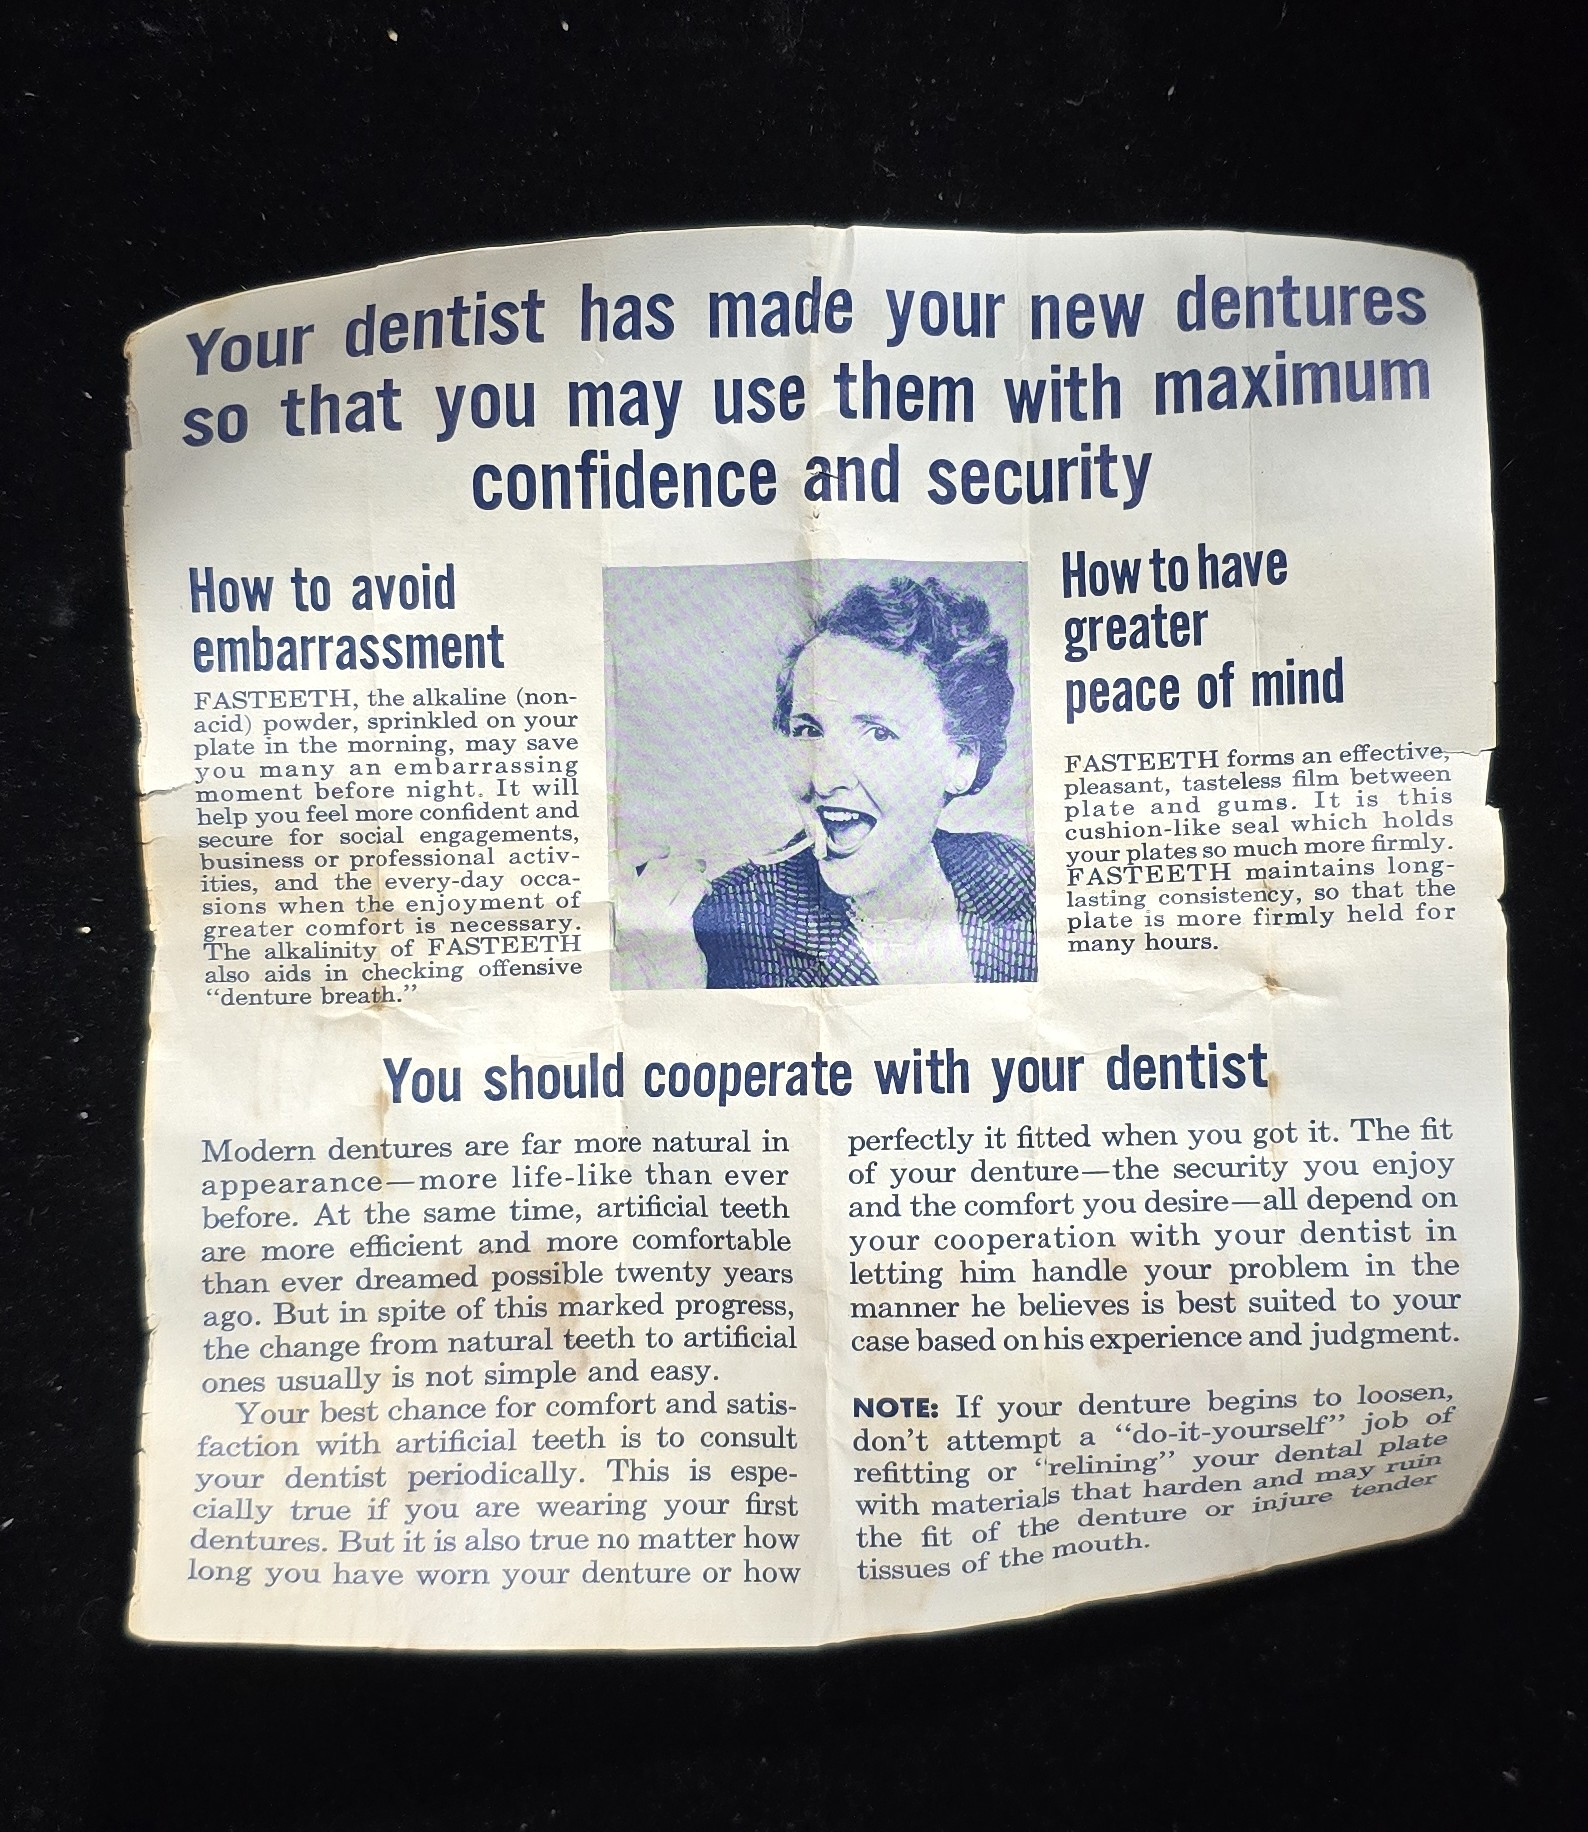 Your dentist has made your new dentures
so that you may use them with maximum
confidence and security
How to avoid
embarrassment
FASTEETH, the alkaline (non-
acid) powder, sprinkled on your
plate in the morning, may save
you many an embarrassing
moment before night. It will
help you feel more confident and
secure for social engagements,
business or professional activ-
ities, and the every-day occa-
sions when the enjoyment of
greater comfort is necessary.
The alkalinity of FASTEETH
also aids in checking offensive
“denture breath.”
How to have
greater
peace of mind
FASTEETH forms an effective,
pleasant, tasteless film between
plate and gums. It is this
cushion-like seal which holds
your plates so much more firmly.
FASTEETH maintains long-
lasting consistency, so that the
plate is more firmly held for
many hours.
You should cooperate with your dentist
Modern dentures are far more natural in
appearance—more life-like than ever
before. At the same time, artificial teeth
are more efficient and more comfortable
than ever dreamed possible twenty years
ago. But in spite of this marked progress,
the change from natural teeth to artificial
ones usually is not simple and easy.
Your best chance for comfort and satis-
faction with artificial teeth is to consult
your dentist periodically. This is espe-
cially true if you are wearing your first
dentures. But it is also true no matter how
long you have worn your denture or how
perfectly it fitted when you got it. The fit
of your denture—the security you enjoy
and the comfort you desire—all depend on
your cooperation with your dentist in
letting him handle your problem in the
manner he believes is best suited to your
case based on his experience and judgment.
NOTE: If your denture begins to loosen,
don't attempt a “do-it-yourself” job of
refitting or “relining” your dental plate
with materials that harden and may ruin
the fit of the denture or injure tender
tissues of the mouth.